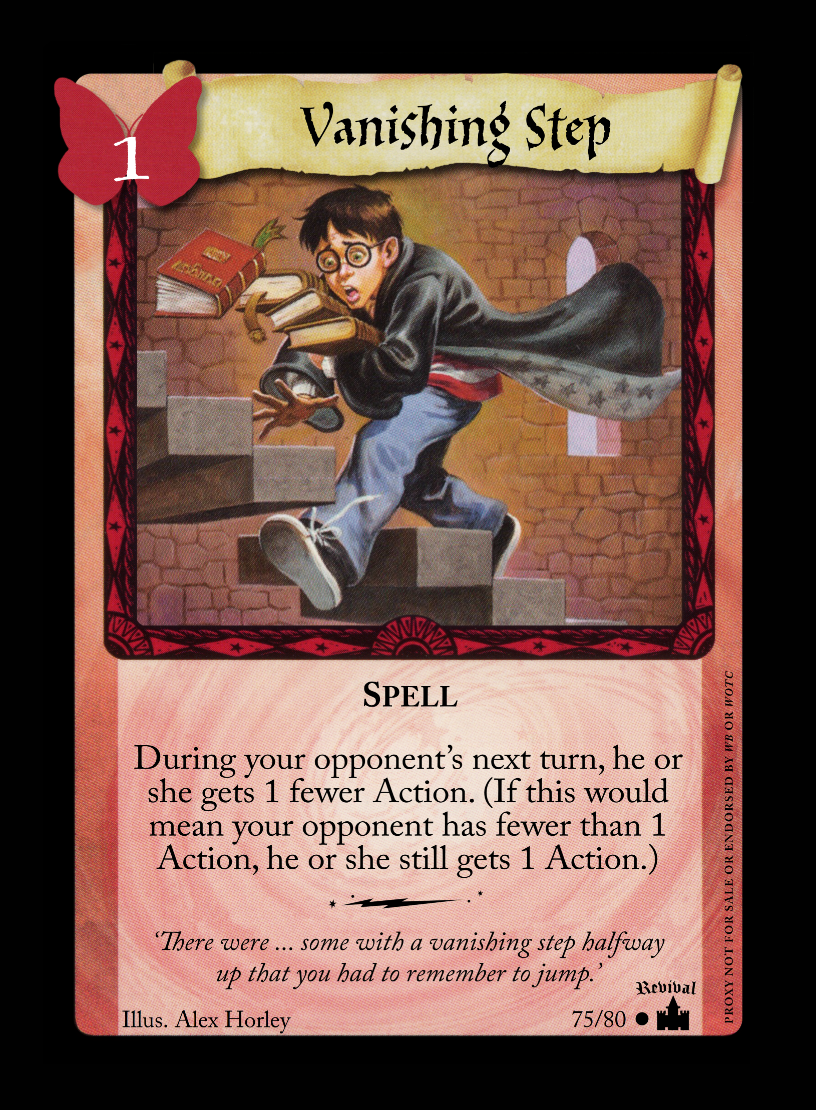 1
Vanishing Step
SPELL
During your opponent's next turn, he or
she gets 1 fewer Action. (If this would
mean your opponent has fewer than 1
Action, he or she still gets 1 Action.)
'There were ... some with a vanishing step halfway
up that you had to remember to jump.'
Revival
Illus. Alex Horley
75/80
PROXY NOT FOR SALE OR ENDORSED BY WB OR WOTC